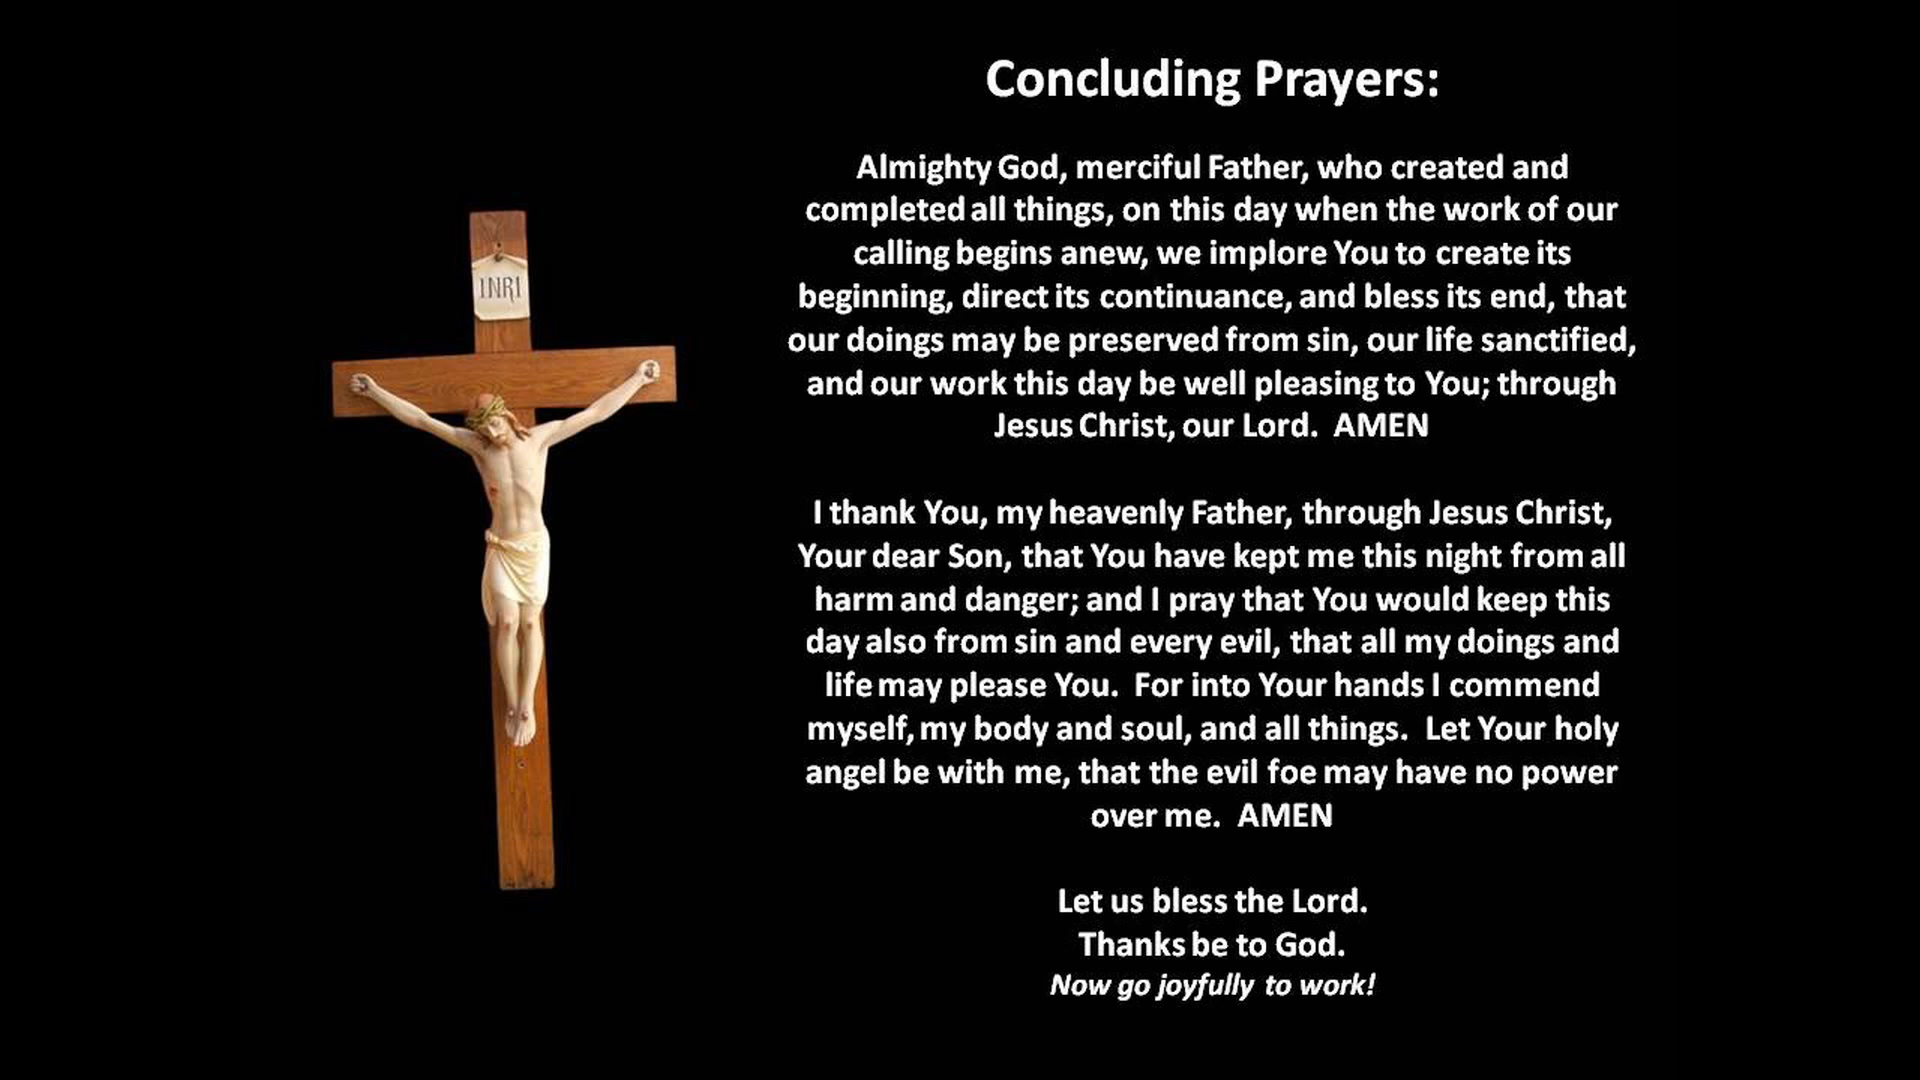 INRI
Concluding Prayers:
Almighty God, merciful Father, who created and
completed all things, on this day when the work of our
calling begins anew, we implore You to create its
beginning, direct its continuance, and bless its end, that
our doings may be preserved from sin, our life sanctified,
and our work this day be well pleasing to You; through
Jesus Christ, our Lord.  AMEN
I thank You, my heavenly Father, through Jesus Christ,
Your dear Son, that You have kept me this night from all
harm and danger; and I pray that You would keep this
day also from sin and every evil, that all my doings and
life may please You.  For into Your hands I commend
myself, my body and soul, and all things.  Let Your holy
angel be with me, that the evil foe may have no power
over me.  AMEN
Let us bless the Lord.
Thanks be to God.
Now go joyfully to work!